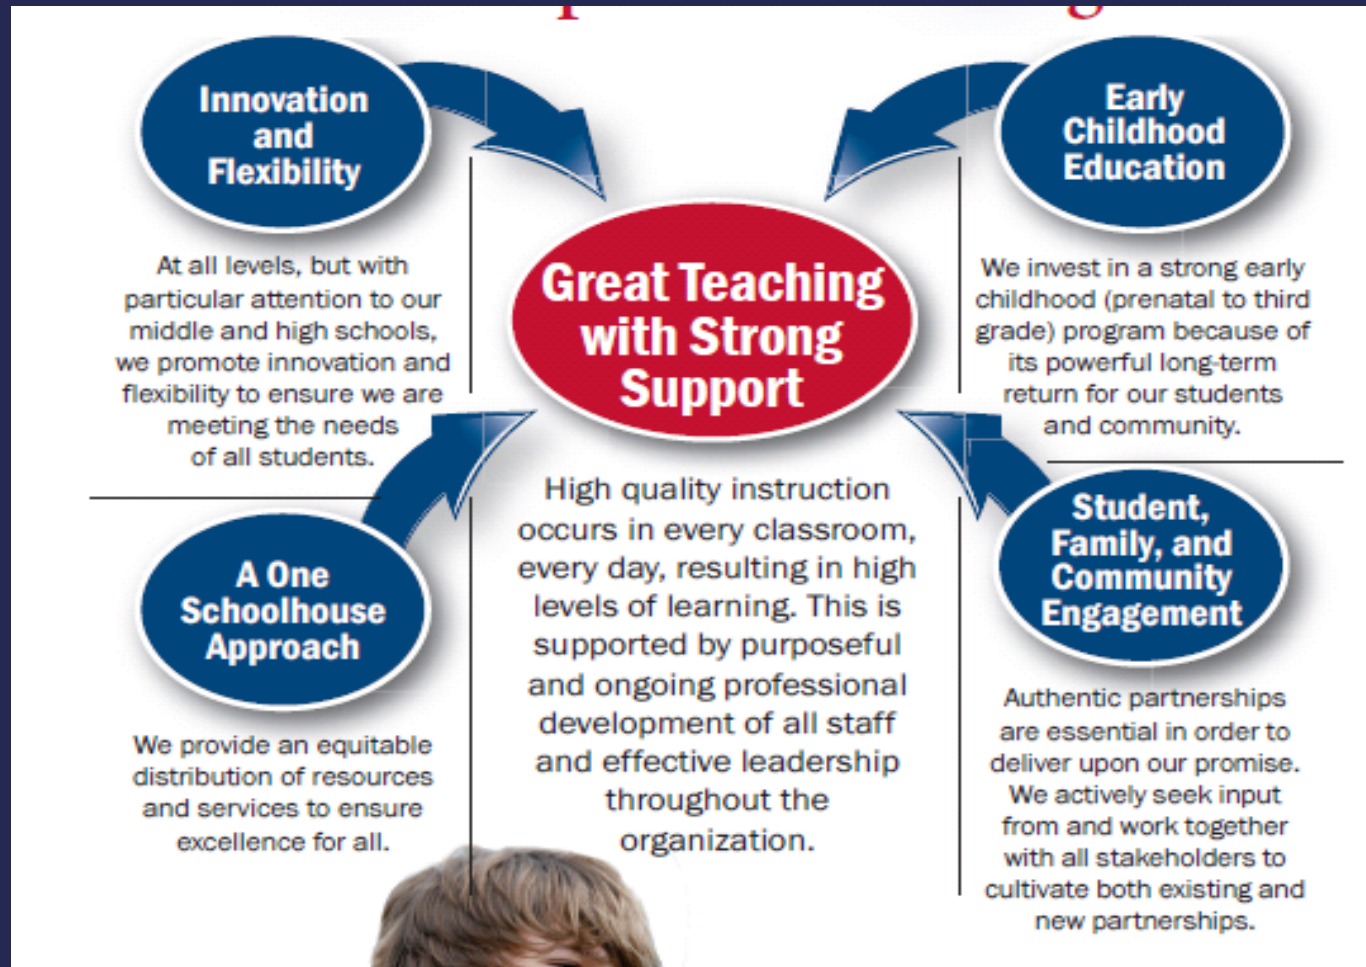 Innovation
and
Flexibility
At all levels, but with
particular attention to our
middle and high schools,
we promote innovation and
flexibility to ensure we are
meeting the needs
of all students.
Early
Childhood
Education
We invest in a strong early
childhood (prenatal to third
grade) program because of
its powerful long-term
return for our students
and community.
Great Teaching
with Strong
Support
High quality instruction
occurs in every classroom,
every day, resulting in high
levels of learning. This is
supported by purposeful
and ongoing professional
development of all staff
and effective leadership
throughout the
organization.
A One
Schoolhouse
Approach
We provide an equitable
distribution of resources
and services to ensure
excellence for all.
Student,
Family, and
Community
Engagement
Authentic partnerships
are essential in order to
deliver upon our promise.
We actively seek input
from and work together
with all stakeholders to
cultivate both existing and
new partnerships.